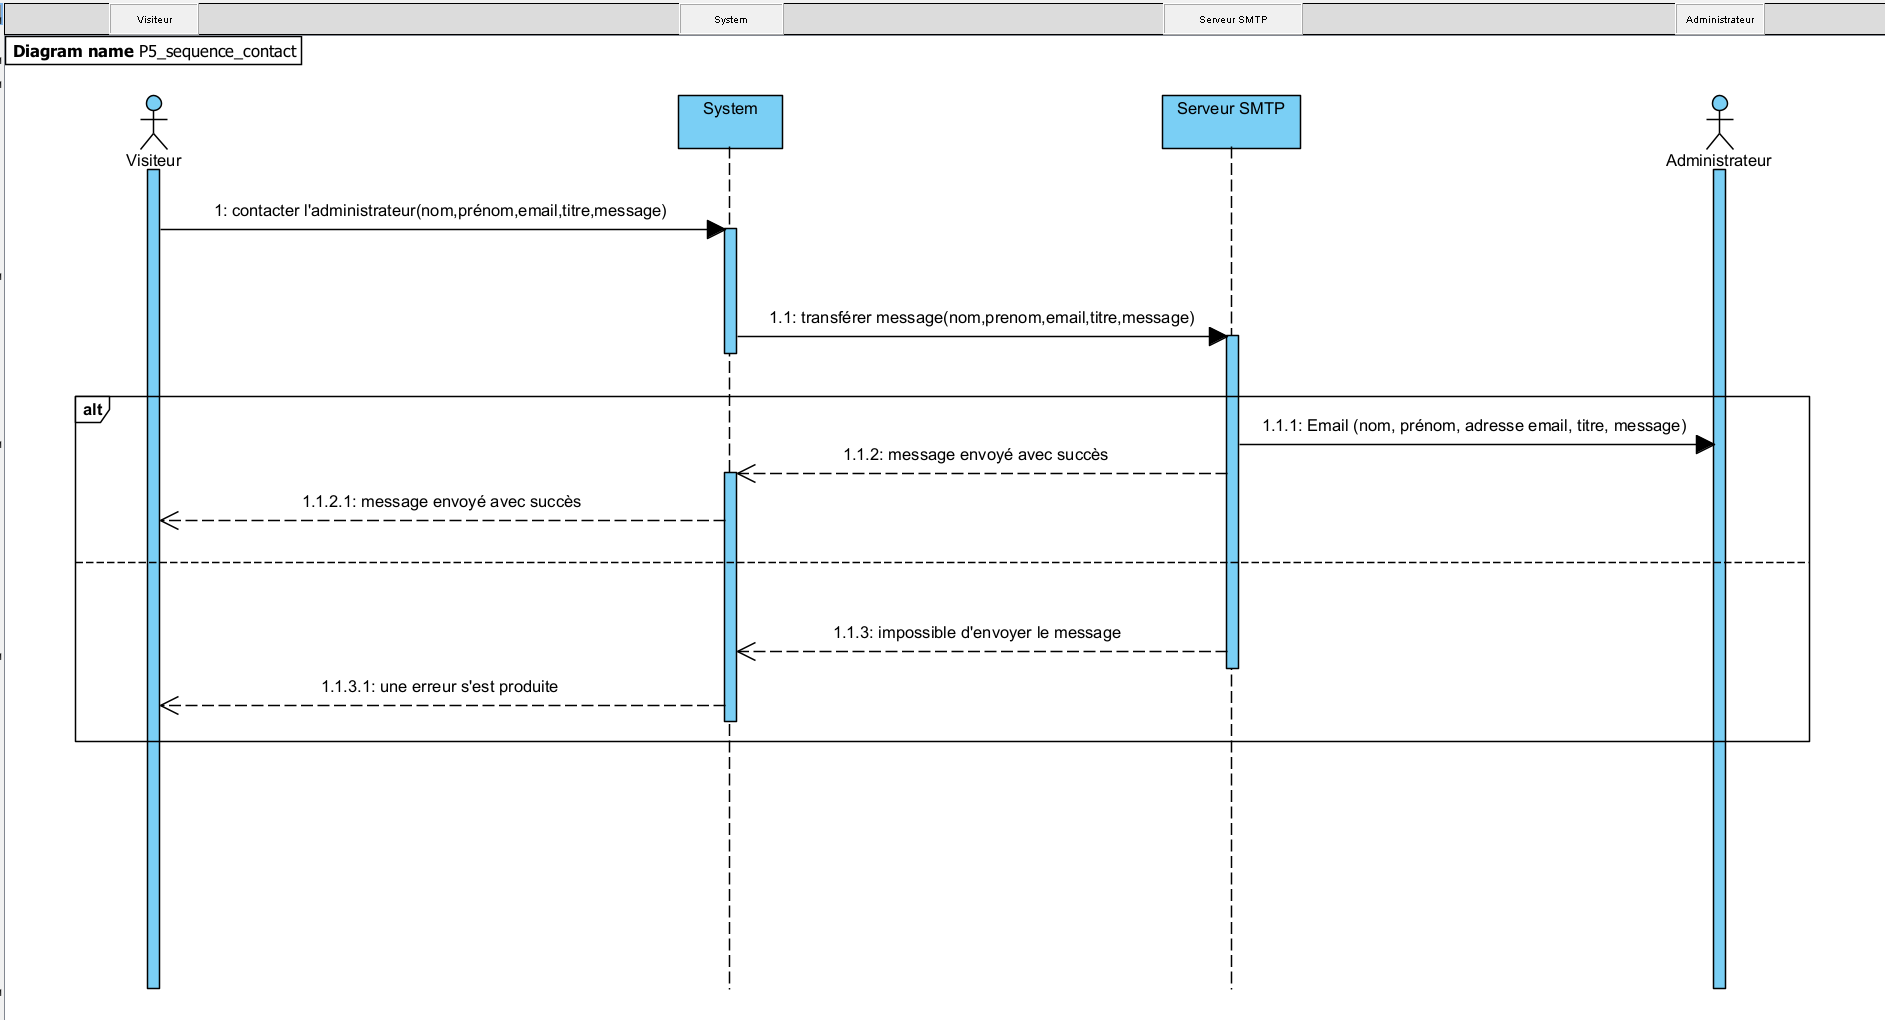 Visiteur
System
Serveur SMTP
Administrateur
Diagram name P5_sequence_contact
Visiteur
System
Serveur SMTP
Administrateur
1: contacter l'administrateur(nom,prénom,email,titre,message)
1.1: transférer message(nom,prenom,email,titre,message)
alt
1.1.1: Email (nom, prénom, adresse email, titre, message)
1.1.2: message envoyé avec succès
1.1.2.1: message envoyé avec succès
1.1.3: impossible d'envoyer le message
1.1.3.1: une erreur s'est produite